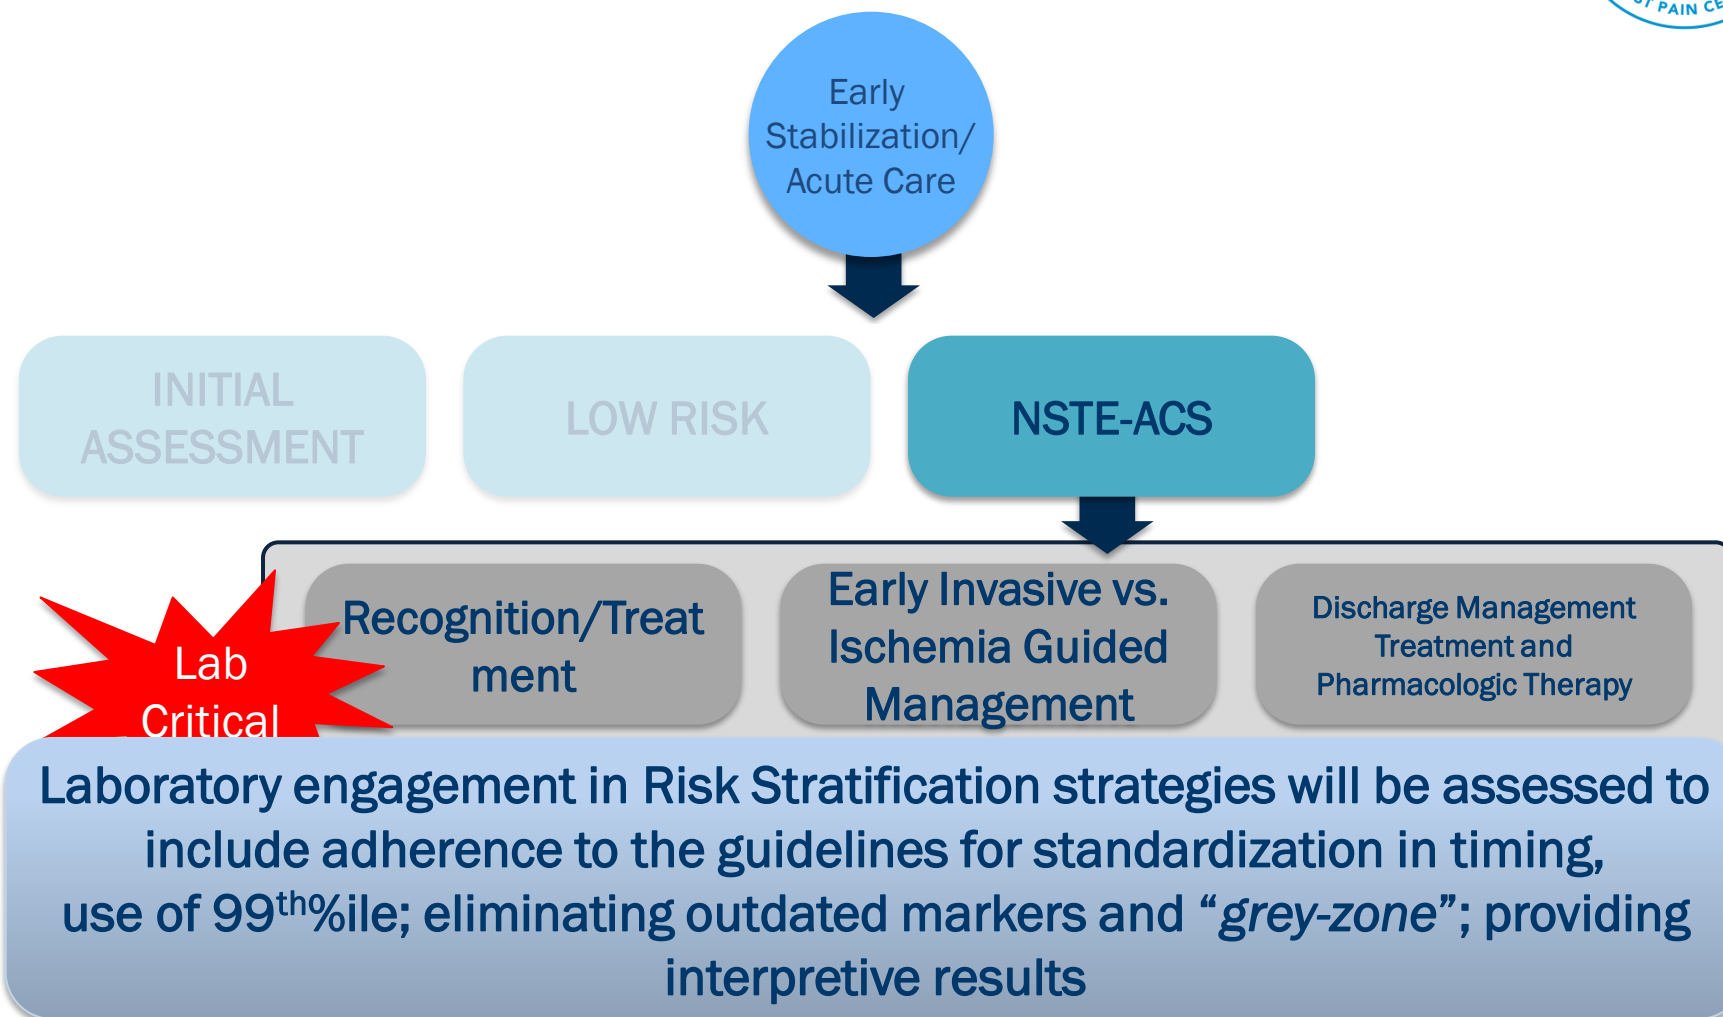 ST PAIN CE
Early
Stabilization/
Acute Care
INITIAL
ASSESSMENT
LOW RISK
NSTE-ACS
Recognition/Treat
ment
Early Invasive vs.
Ischemia Guided
Management
Discharge Management
Treatment and
Pharmacologic Therapy
Lab
Critical
Laboratory engagement in Risk Stratification strategies will be assessed to
include adherence to the guidelines for standardization in timing,
use of 99th%ile; eliminating outdated markers and “grey-zone”; providing
interpretive results